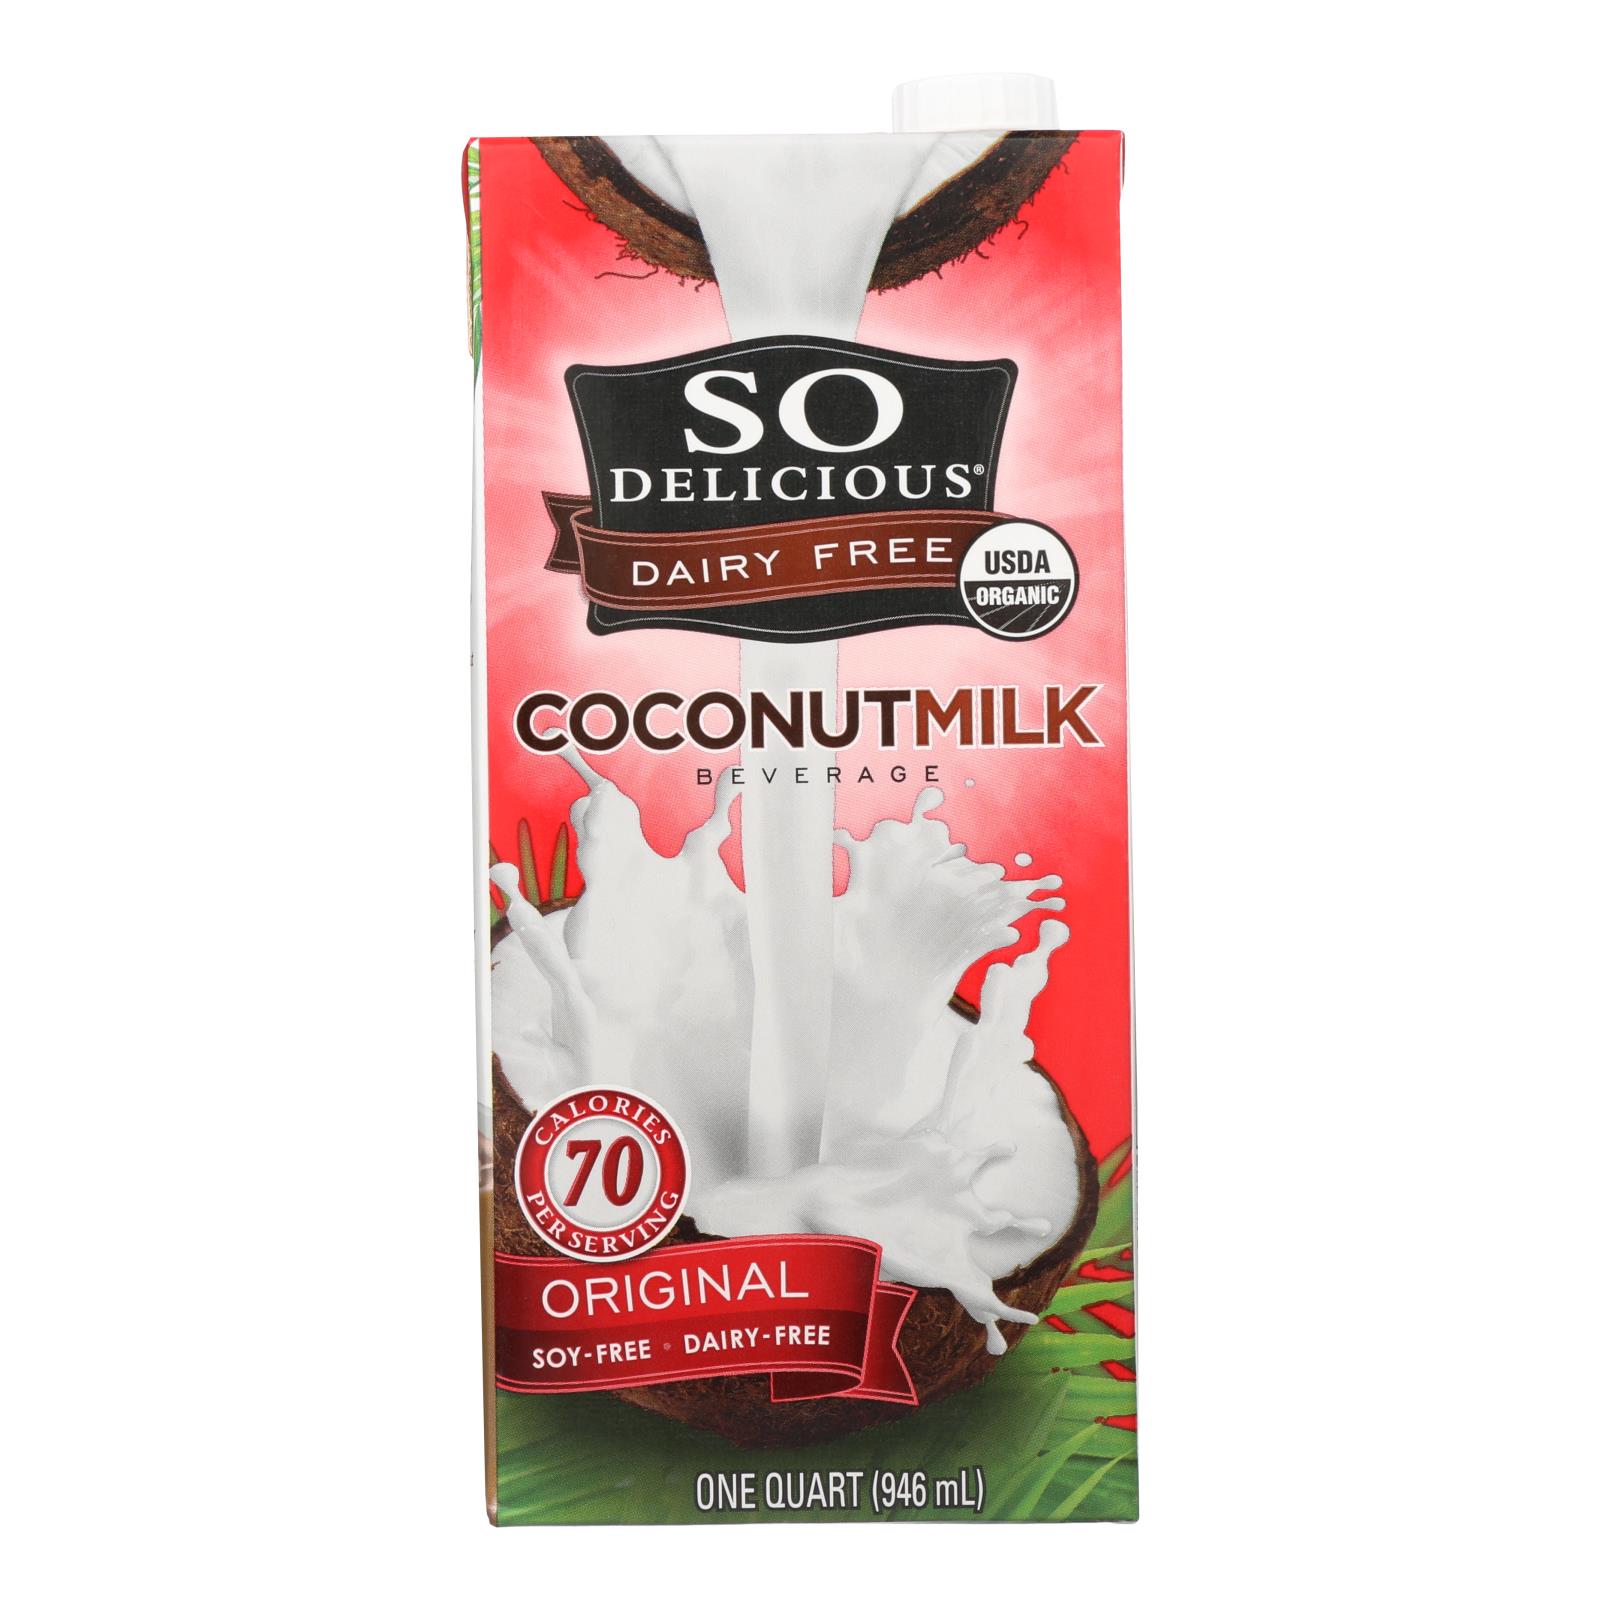 SO
DELICIOUS®
DAIRY FREE
USDA
ORGANIC
COCONUTMILK
BEVERAGE
CALORIES
70
PER SERVING
ORIGINAL
SOY-FREE • DAIRY-FREE
ONE QUART (946 mL)